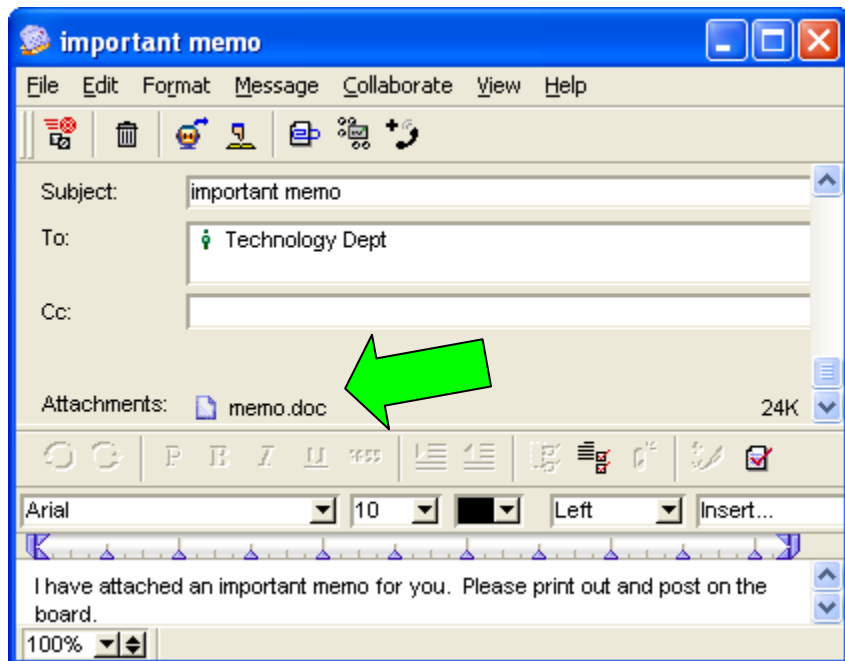 important memo
File Edit Format Message Collaborate View Help
Subject: important memo
To: Technology Dept
Cc:
Attachments: memo.doc 24K
P B I U
Arial 10 Left Insert...
I have attached an important memo for you. Please print out and post on the
board.
100%